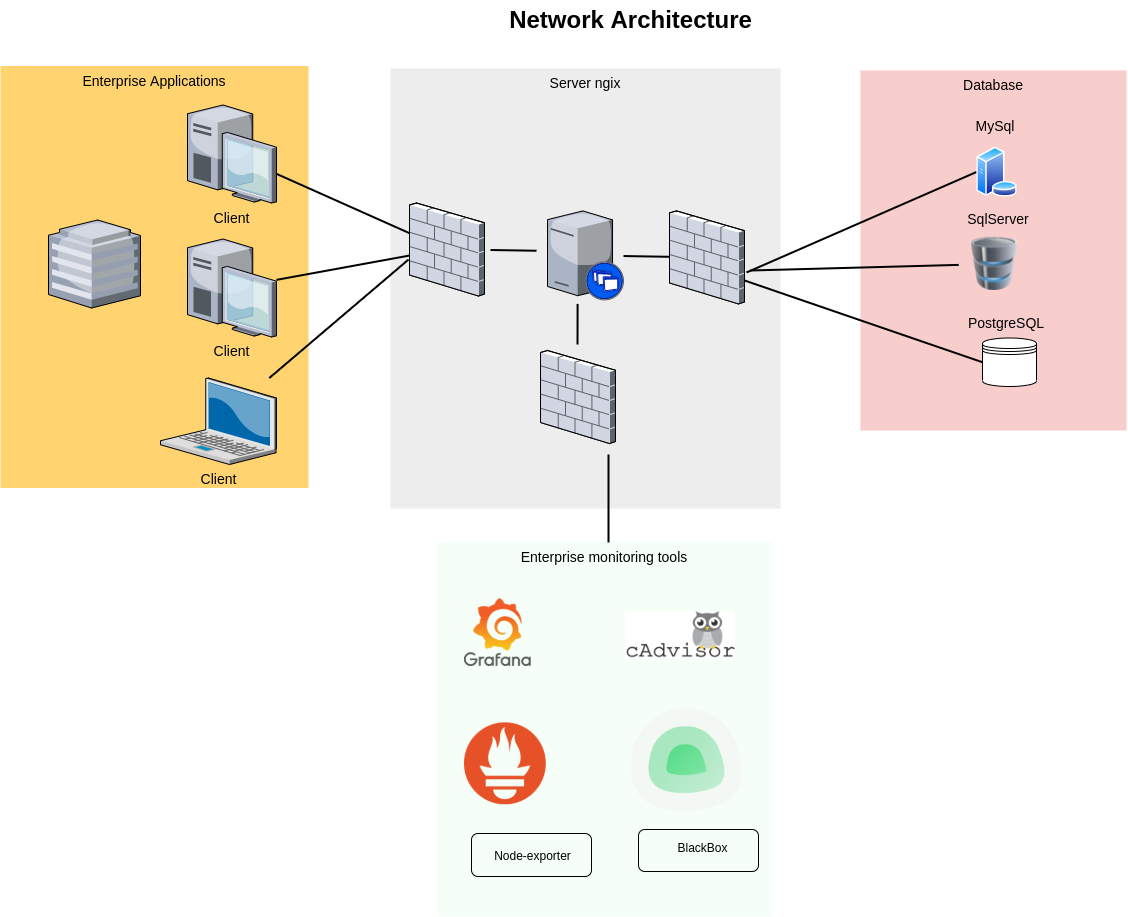 Network Architecture
Enterprise Applications
Client
Client
Client
Server ngix
Database
MySql
SqlServer
PostgreSQL
Enterprise monitoring tools
Grafana
cAdvisor
Node-exporter
BlackBox